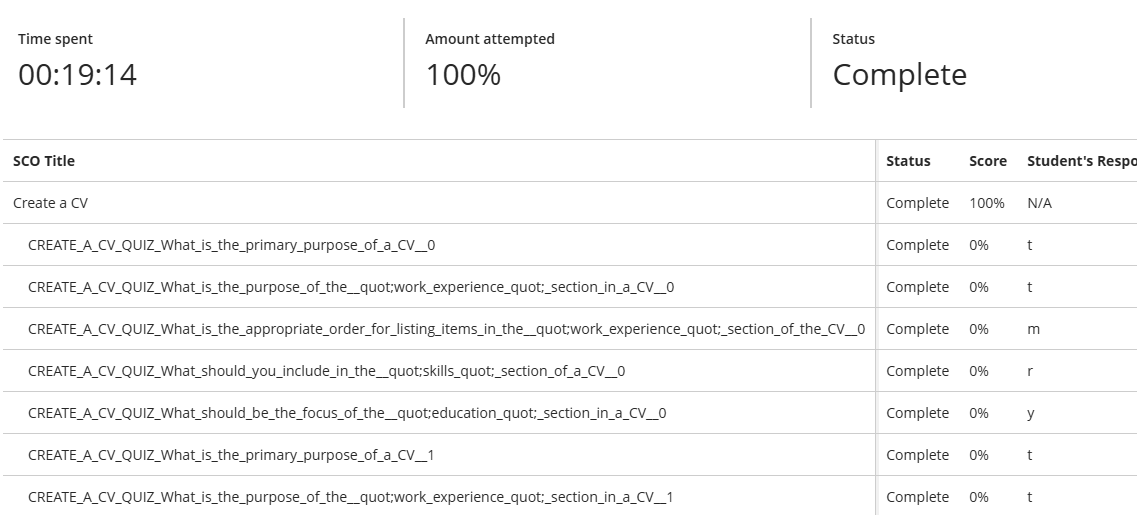 Time spent Amount attempted Status
00:19:14 100% Complete
SCO Title Status Score Student's Respo
Create a CV Complete 100% N/A
CREATE_A_CV_QUIZ_What_is_the_primary_purpose_of_a_CV__0 Complete 0% t
CREATE_A_CV_QUIZ_What_is_the_purpose_of_the__quot;work_experience_quot;_section_in_a_CV__0 Complete 0% t
CREATE_A_CV_QUIZ_What_is_the_appropriate_order_for_listing_items_in_the__quot;work_experience_quot;_section_of_the_CV__0 Complete 0% m
CREATE_A_CV_QUIZ_What_should_you_include_in_the__quot;skills_quot;_section_of_a_CV__0 Complete 0% r
CREATE_A_CV_QUIZ_What_should_be_the_focus_of_the__quot;education_quot;_section_in_a_CV__0 Complete 0% y
CREATE_A_CV_QUIZ_What_is_the_primary_purpose_of_a_CV__1 Complete 0% t
CREATE_A_CV_QUIZ_What_is_the_purpose_of_the__quot;work_experience_quot;_section_in_a_CV__1 Complete 0% t